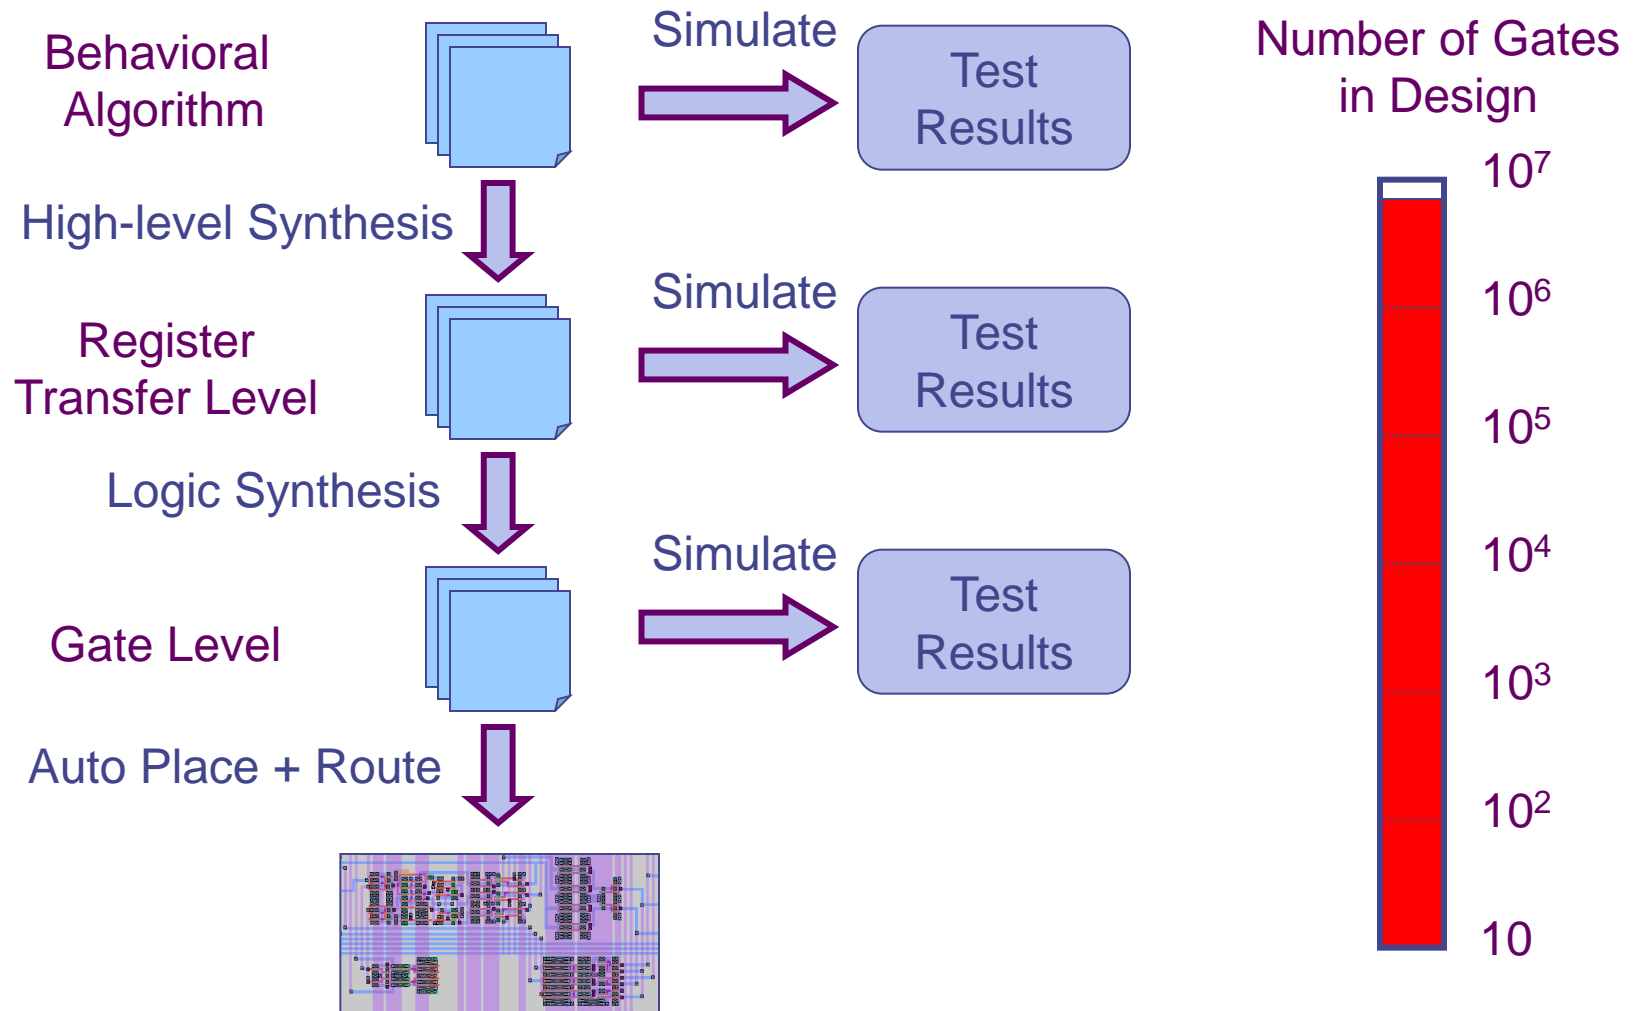 Behavioral
Algorithm
Simulate
Test
Results
High-level Synthesis
Register
Transfer Level
Simulate
Test
Results
Logic Synthesis
Gate Level
Simulate
Test
Results
Auto Place + Route
Number of Gates
in Design
10⁷
10⁶
10⁵
10⁴
10³
10²
10